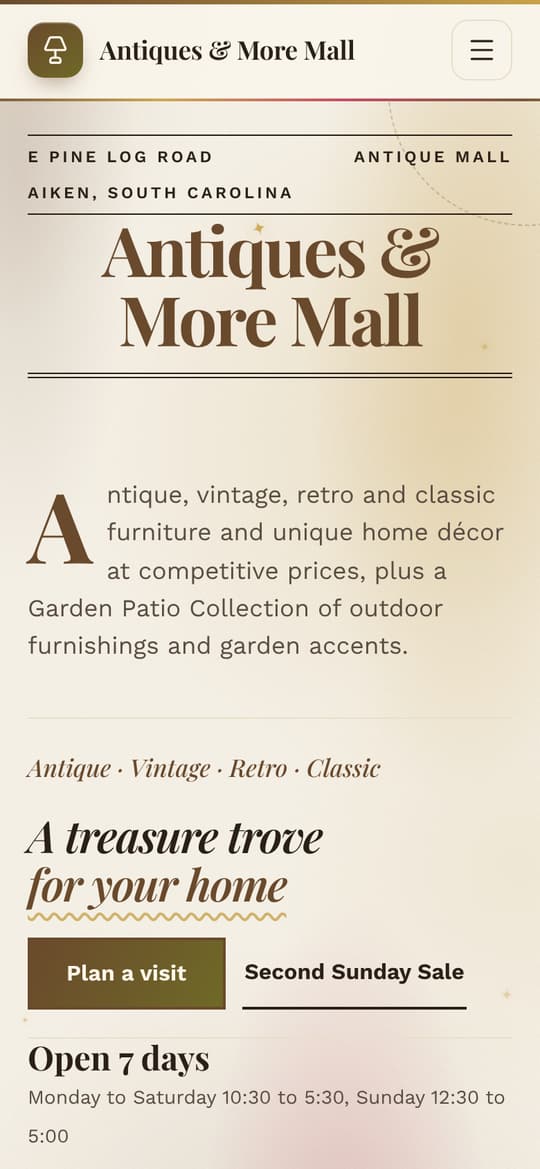 Antiques & More Mall
E PINE LOG ROAD
ANTIQUE MALL
AIKEN, SOUTH CAROLINA
Antiques &
More Mall
Antique, vintage, retro and classic
furniture and unique home décor
at competitive prices, plus a
Garden Patio Collection of outdoor
furnishings and garden accents.
Antique · Vintage · Retro · Classic
A treasure trove
for your home
Plan a visit
Second Sunday Sale
Open 7 days
Monday to Saturday 10:30 to 5:30, Sunday 12:30 to
5:00